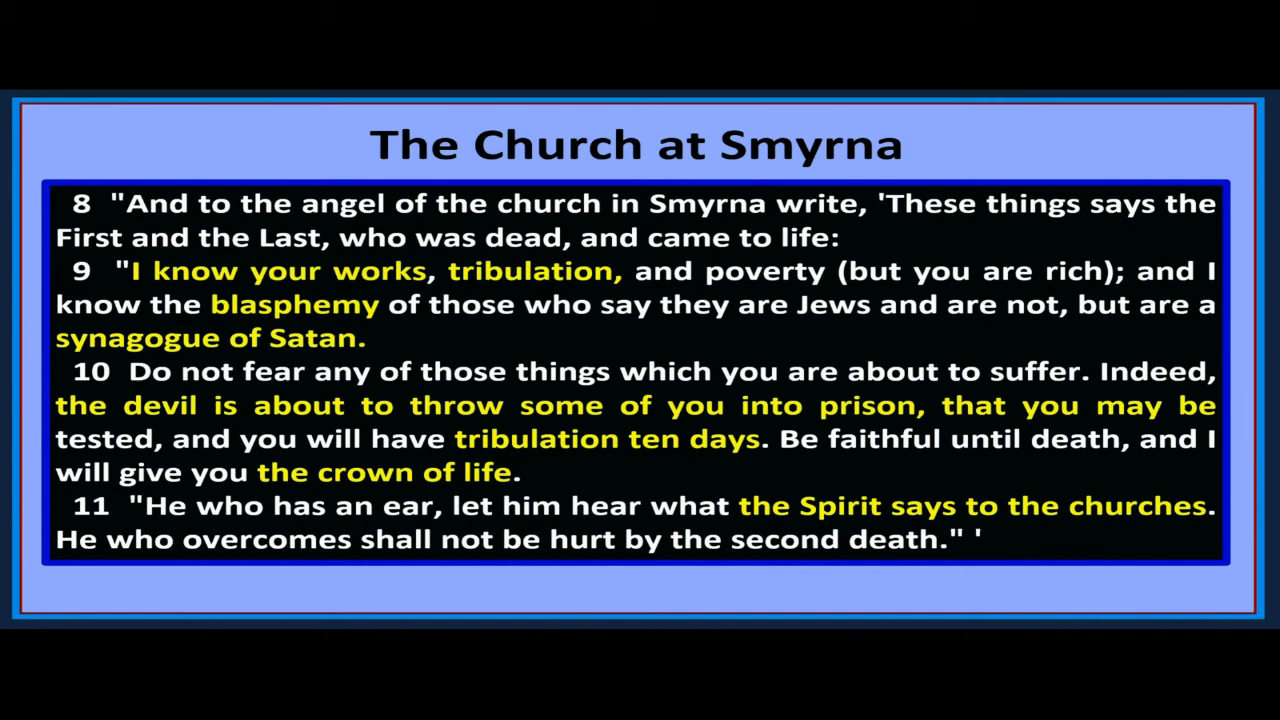 The Church at Smyrna
8 "And to the angel of the church in Smyrna write, 'These things says the
First and the Last, who was dead, and came to life:
9 "I know your works, tribulation, and poverty (but you are rich); and I
know the blasphemy of those who say they are Jews and are not, but are a
synagogue of Satan.
10 Do not fear any of those things which you are about to suffer. Indeed,
the devil is about to throw some of you into prison, that you may be
tested, and you will have tribulation ten days. Be faithful until death, and I
will give you the crown of life.
11 "He who has an ear, let him hear what the Spirit says to the churches.
He who overcomes shall not be hurt by the second death." '